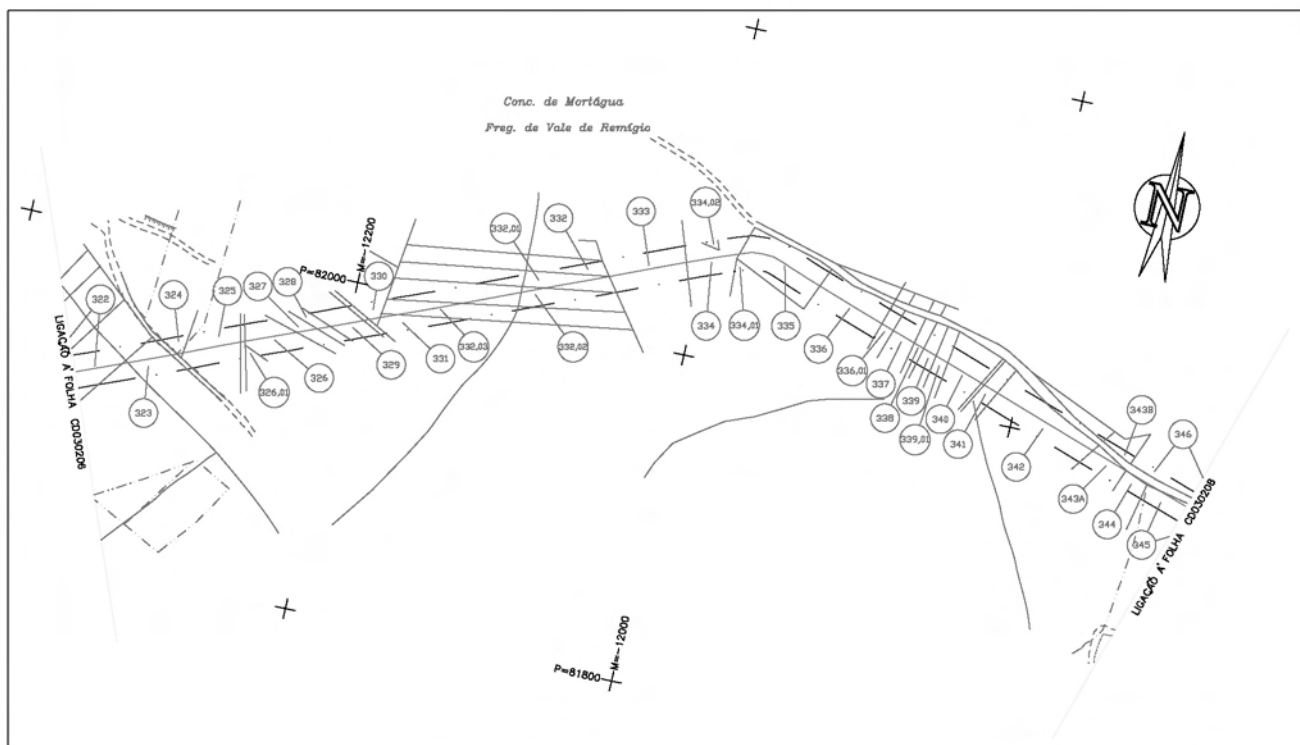 Conc. de Mortágua
Freg. de Vale de Remígio
N
334,02
333
332
332,01
M=-12200
P=82000
330
328
327
325
324
322
LIGAÇÃO A' FOLHA CD030206
323
326,01
326
329
331
332,03
332,02
334
334,01
335
336
336,01
337
338
339
339,01
340
341
342
343A
343B
344
345
346
LIGAÇÃO A' FOLHA CD030208
M=-12000
P=81800